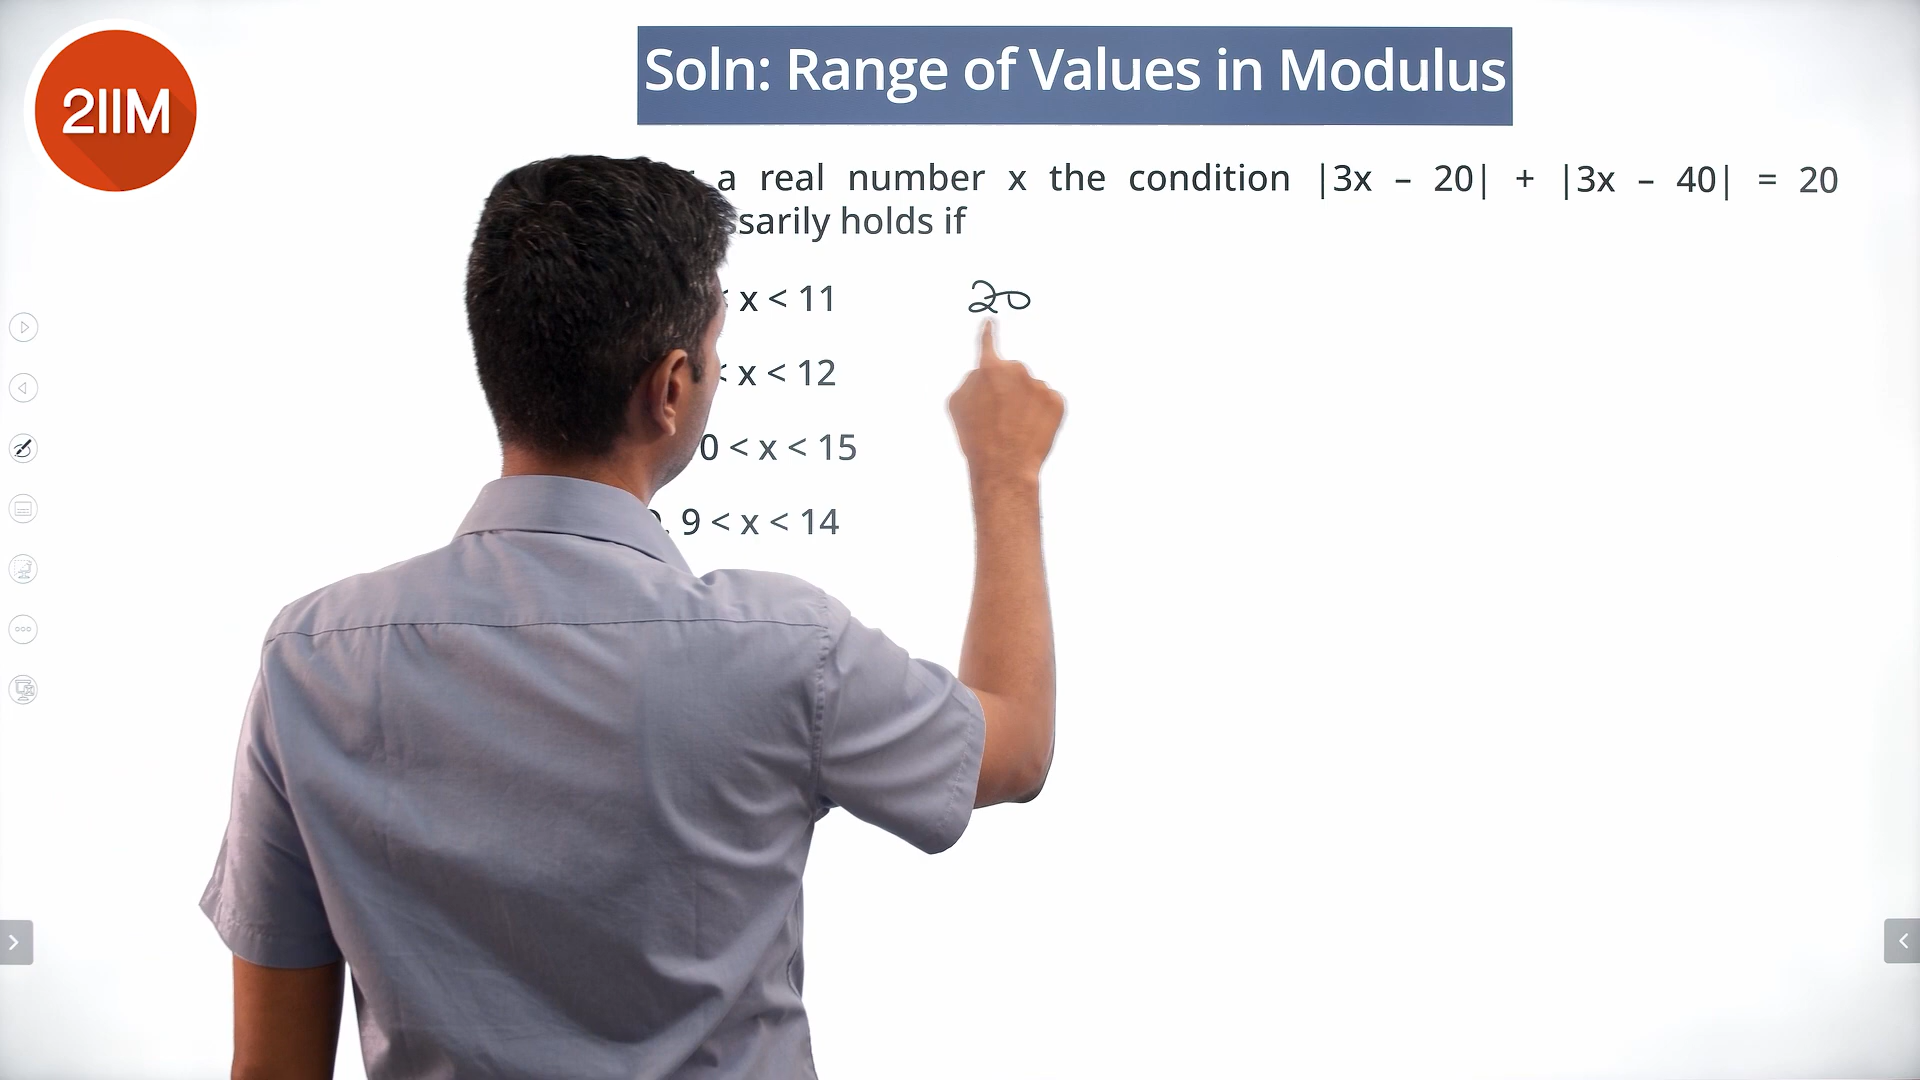 2IIM
Soln: Range of Values in Modulus
a real number x the condition |3x – 20| + |3x – 40| = 20
sarily holds if
x < 11
20
< x < 12
0 < x < 15
9 < x < 14